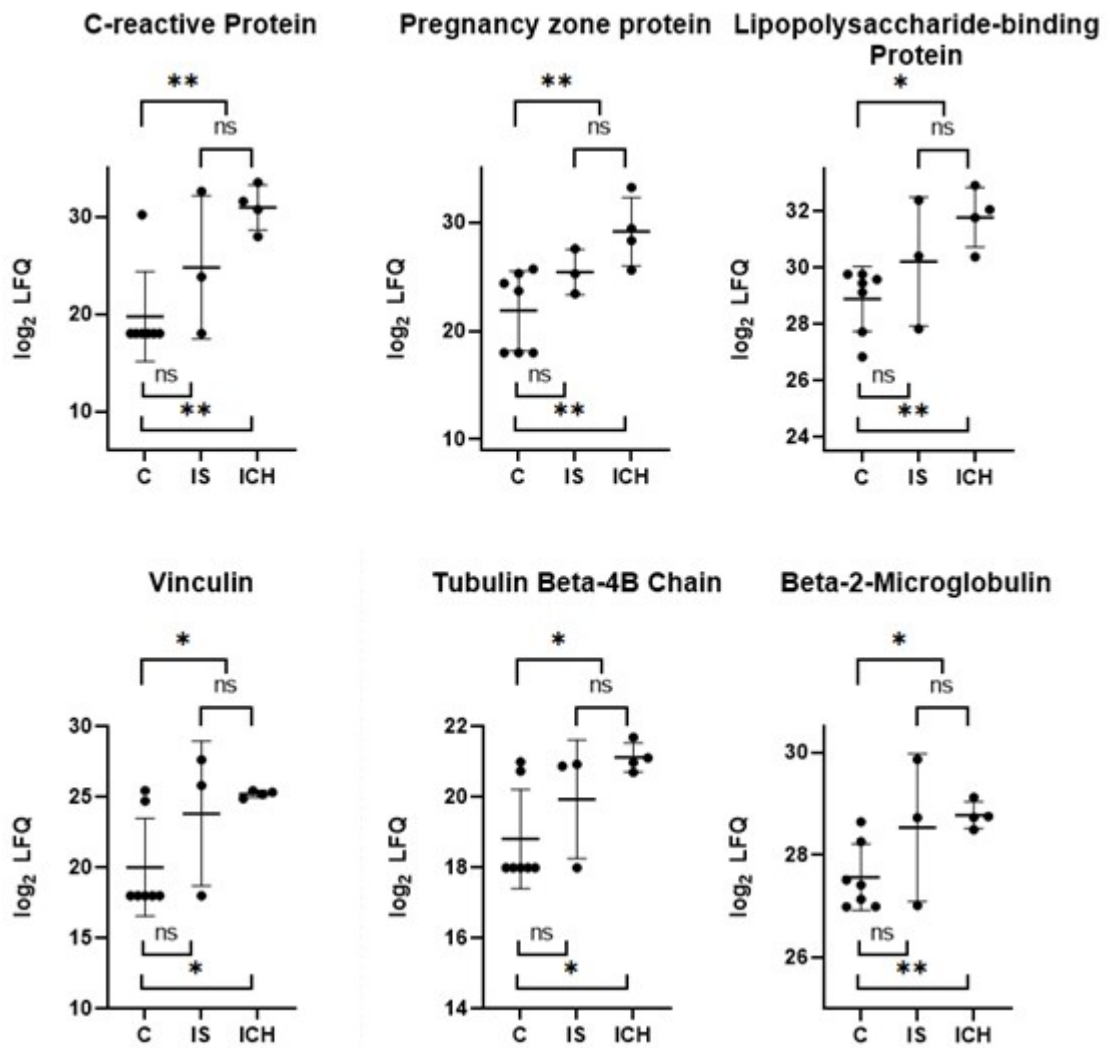 C-reactive Protein
**
ns
log₂ LFQ
30
20
10
ns
**
C IS ICH
Pregnancy zone protein
**
ns
log₂ LFQ
30
20
10
ns
**
C IS ICH
Lipopolysaccharide-binding
Protein
*
ns
log₂ LFQ
32
30
28
26
24
ns
**
C IS ICH
Vinculin
*
ns
log₂ LFQ
30
25
20
15
10
ns
*
C IS ICH
Tubulin Beta-4B Chain
*
ns
log₂ LFQ
22
20
18
16
14
ns
*
C IS ICH
Beta-2-Microglobulin
*
ns
log₂ LFQ
30
28
26
ns
**
C IS ICH